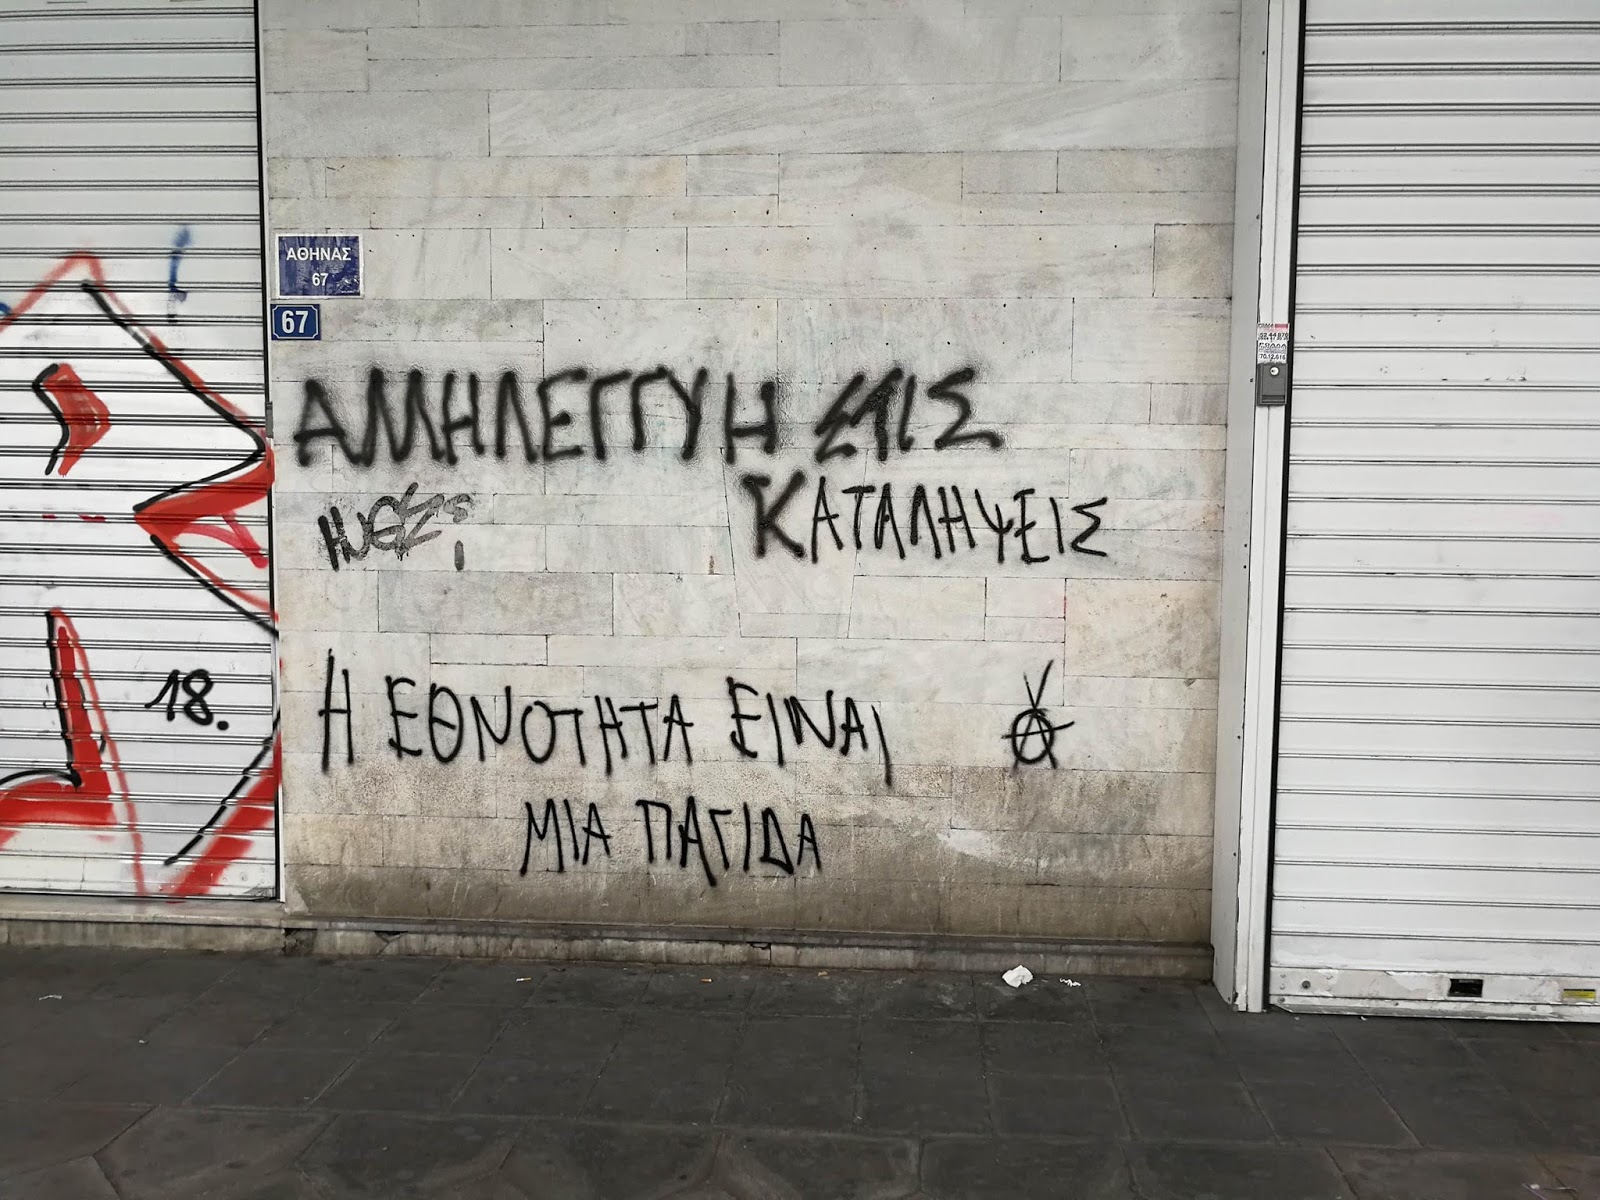 ΑΘΗΝΑΣ
67
67
ΑΛΛΗΛΕΓΓΥΗ ΣΤΙΣ
ΚΑΤΑΛΗΨΕΙΣ
Η ΕΘΝΟΤΗΤΑ ΕΙΝΑΙ
ΜΙΑ ΠΑΓΙΔΑ
18.